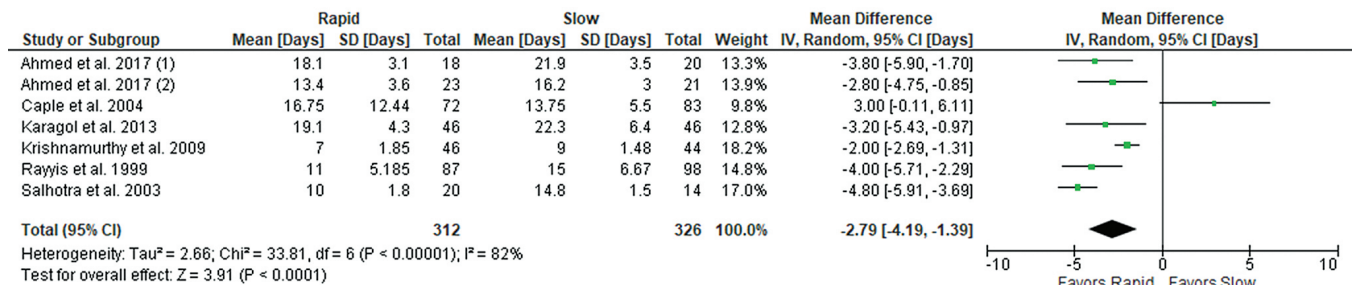 Rapid Slow Mean Difference Mean Difference
Study or Subgroup Mean [Days] SD [Days] Total Mean [Days] SD [Days] Total Weight IV, Random, 95% CI [Days] IV, Random, 95% CI [Days]
Ahmed et al. 2017 (1) 18.1 3.1 18 21.9 3.5 20 13.3% -3.80 [-5.90, -1.70]
Ahmed et al. 2017 (2) 13.4 3.6 23 16.2 3 21 13.9% -2.80 [-4.75, -0.85]
Caple et al. 2004 16.75 12.44 72 13.75 5.5 83 9.8% 3.00 [-0.11, 6.11]
Karagol et al. 2013 19.1 4.3 46 22.3 6.4 46 12.8% -3.20 [-5.43, -0.97]
Krishnamurthy et al. 2009 7 1.85 46 9 1.48 44 18.2% -2.00 [-2.69, -1.31]
Rayyis et al. 1999 11 5.185 87 15 6.67 98 14.8% -4.00 [-5.71, -2.29]
Salhotra et al. 2003 10 1.8 20 14.8 1.5 14 17.0% -4.80 [-5.91, -3.69]
Total (95% CI) 312 326 100.0% -2.79 [-4.19, -1.39]
Heterogeneity: Tau² = 2.66; Chi² = 33.81, df = 6 (P < 0.00001); I² = 82%
Test for overall effect: Z = 3.91 (P < 0.0001)
-10 -5 0 5 10
Favors Rapid Favors Slow